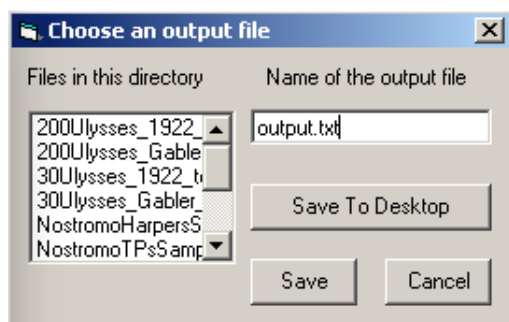 Choose an output file
Files in this directory
Name of the output file
200Ulysses_1922_
200Ulysses_Gable
30Ulysses_1922_t
30Ulysses_Gabler_
NostromoHarpersS
NostromoTPsSamp
output.txt
Save To Desktop
Save
Cancel